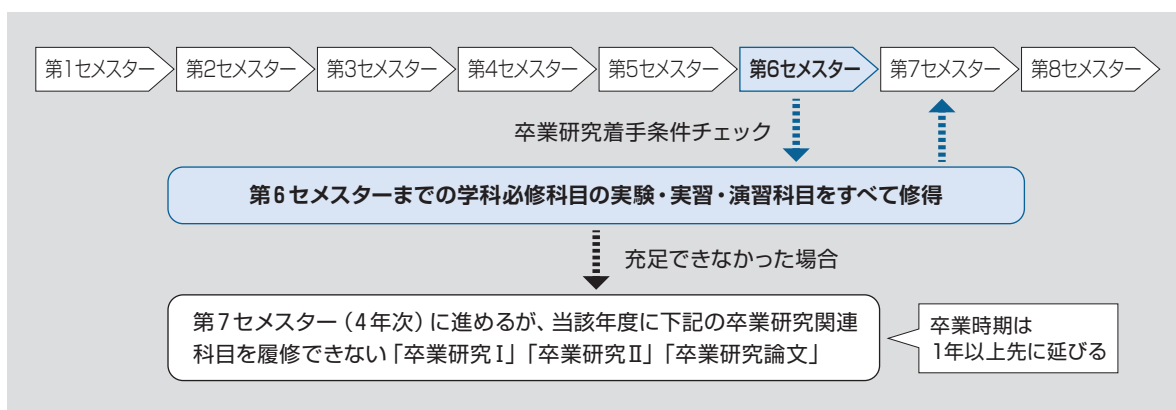 第1セメスター
第2セメスター
第3セメスター
第4セメスター
第5セメスター
第6セメスター
第7セメスター
第8セメスター
卒業研究着手条件チェック
第6セメスターまでの学科必修科目の実験・実習・演習科目をすべて修得
充足できなかった場合
第7セメスター（4年次）に進めるが、当該年度に下記の卒業研究関連
科目を履修できない「卒業研究Ⅰ」「卒業研究Ⅱ」「卒業研究論文」
卒業時期は
1年以上先に延びる